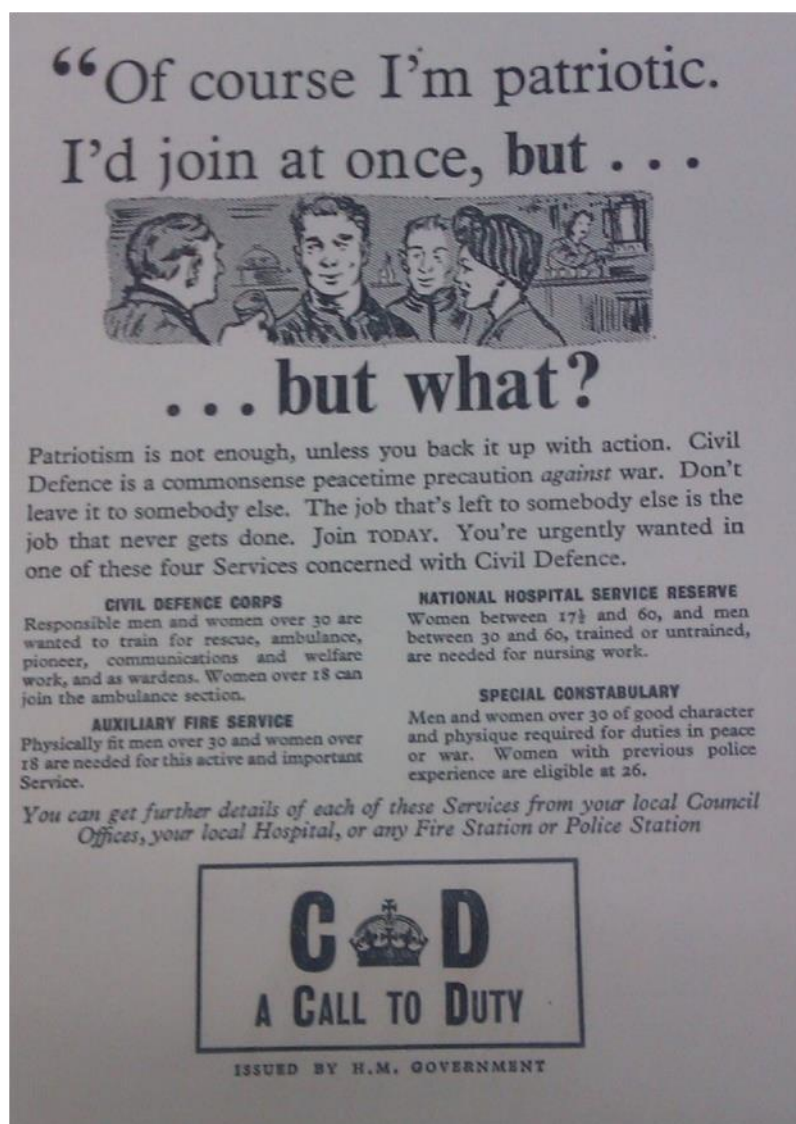 “Of course I’m patriotic.
I’d join at once, but . . .
. . . but what?
Patriotism is not enough, unless you back it up with action. Civil
Defence is a commonsense peacetime precaution against war. Don’t
leave it to somebody else. The job that’s left to somebody else is the
job that never gets done. Join TODAY. You’re urgently wanted in
one of these four Services concerned with Civil Defence.
CIVIL DEFENCE CORPS
Responsible men and women over 30 are
wanted to train for rescue, ambulance,
pioneer, communications and welfare
work, and as wardens. Women over 18 can
join the ambulance section.
AUXILIARY FIRE SERVICE
Physically fit men over 30 and women over
18 are needed for this active and important
Service.
NATIONAL HOSPITAL SERVICE RESERVE
Women between 17½ and 60, and men
between 30 and 60, trained or untrained,
are needed for nursing work.
SPECIAL CONSTABULARY
Men and women over 30 of good character
and physique required for duties in peace
or war. Women with previous police
experience are eligible at 26.
You can get further details of each of these Services from your local Council
Offices, your local Hospital, or any Fire Station or Police Station
C D
A CALL TO DUTY
ISSUED BY H.M. GOVERNMENT